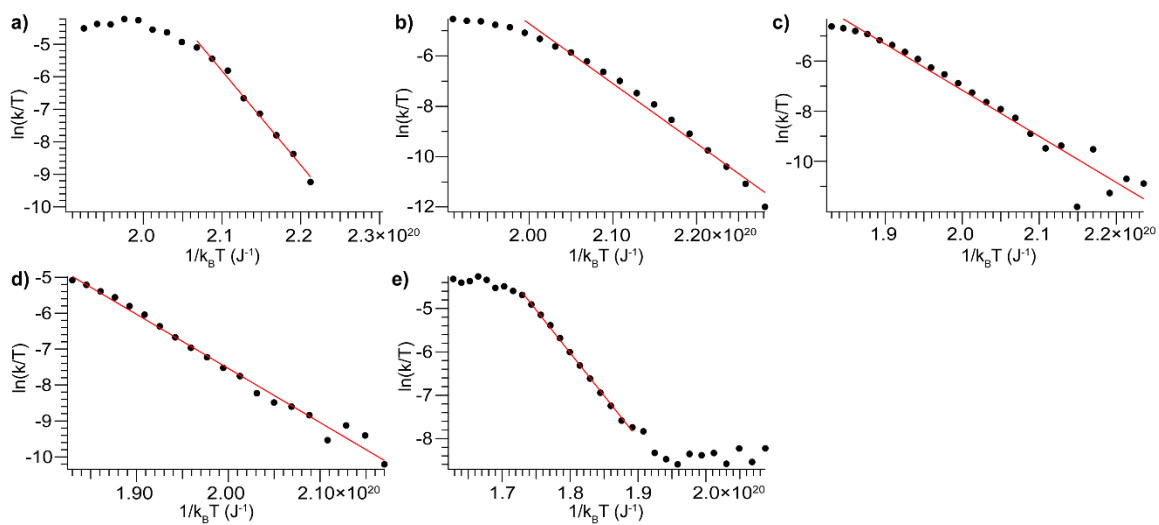 a)
ln(k/T)
-5
-6
-7
-8
-9
-10
2.0
2.1
2.2
2.3×10²⁰
1/k_BT (J⁻¹)
b)
ln(k/T)
-6
-8
-10
-12
2.00
2.10
2.20×10²⁰
1/k_BT (J⁻¹)
c)
ln(k/T)
-6
-8
-10
1.9
2.0
2.1
2.2×10²⁰
1/k_BT (J⁻¹)
d)
ln(k/T)
-5
-6
-7
-8
-9
-10
1.90
2.00
2.10×10²⁰
1/k_BT (J⁻¹)
e)
ln(k/T)
-5
-6
-7
-8
1.7
1.8
1.9
2.0×10²⁰
1/k_BT (J⁻¹)